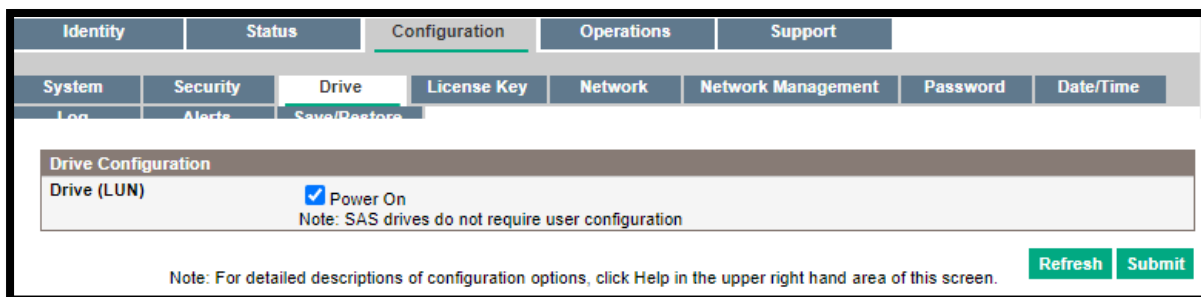 Identity Status Configuration Operations Support
System Security Drive License Key Network Network Management Password Date/Time
Log Alerts Save/Restore
Drive Configuration
Drive (LUN) Power On
Note: SAS drives do not require user configuration
Refresh Submit
Note: For detailed descriptions of configuration options, click Help in the upper right hand area of this screen.